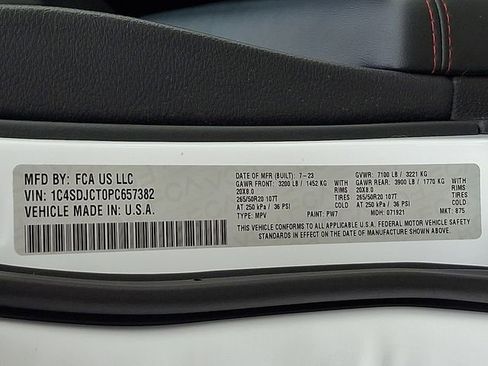 MFD BY: FCA US LLC
VIN: 1C4SDJCT0PC657382
VEHICLE MADE IN: U.S.A.
DATE OF MFR (BUILT): 7-23
GAWR FRONT: 3200 LB / 1452 KG
20X8.0 RIMS
265/50R20 107T TIRES
AT 250 kPa / 36 PSI COLD
TYPE: MPV PAINT: PW7
GVWR: 7100 LB / 3221 KG
GAWR REAR: 3900 LB / 1770 KG
20X8.0 RIMS
265/50R20 107T TIRES
AT 250 kPa / 36 PSI COLD
MDH: 071921 MKT: 875
THIS VEHICLE CONFORMS TO ALL APPLICABLE U.S.A. FEDERAL MOTOR VEHICLE SAFETY
STANDARDS IN EFFECT ON THE DATE OF MANUFACTURE SHOWN ABOVE.